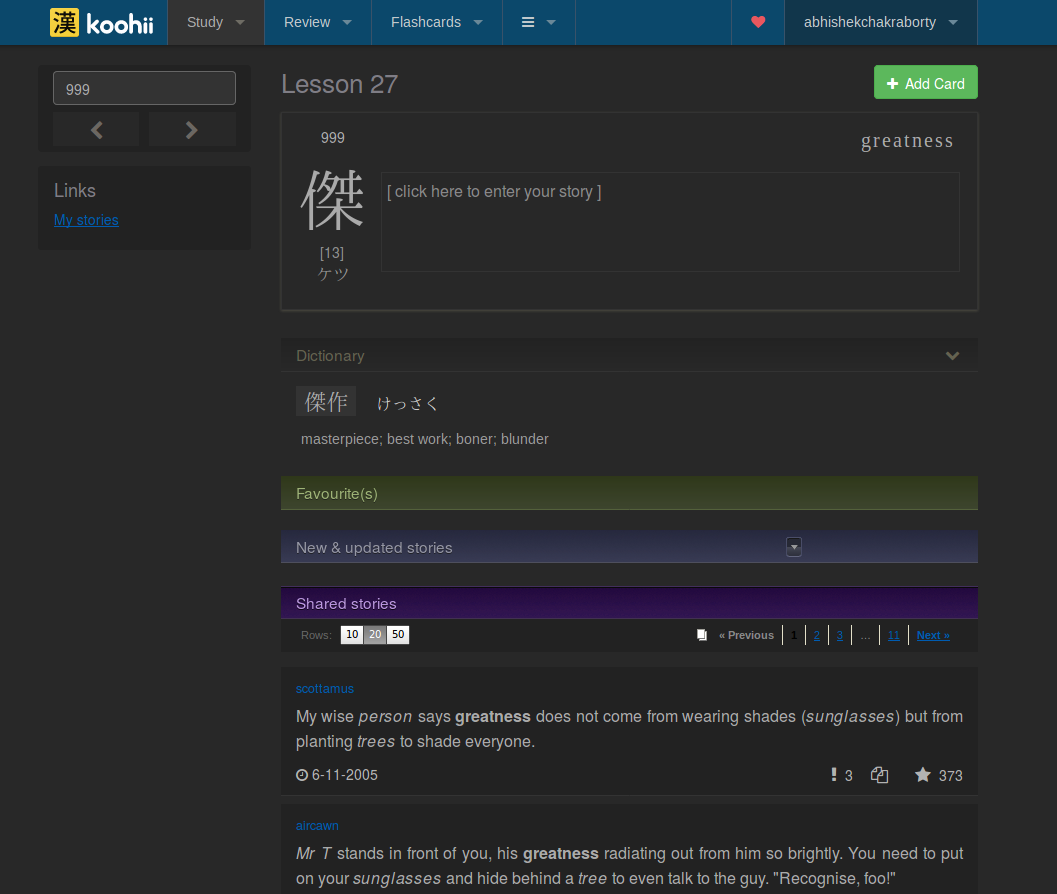 漢 koohii Study Review Flashcards abhishekchakraborty
999
Links
My stories
Lesson 27 Add Card
999 greatness
傑 [ click here to enter your story ]
[13]
ケツ
Dictionary
傑作 けっさく
masterpiece; best work; boner; blunder
Favourite(s)
New & updated stories
Shared stories
Rows: 10 20 50 « Previous 1 2 3 ... 11 Next »
scottamus
My wise person says greatness does not come from wearing shades (sunglasses) but from
planting trees to shade everyone.
6-11-2005 3 373
aircawn
Mr T stands in front of you, his greatness radiating out from him so brightly. You need to put
on your sunglasses and hide behind a tree to even talk to the guy. "Recognise, foo!"